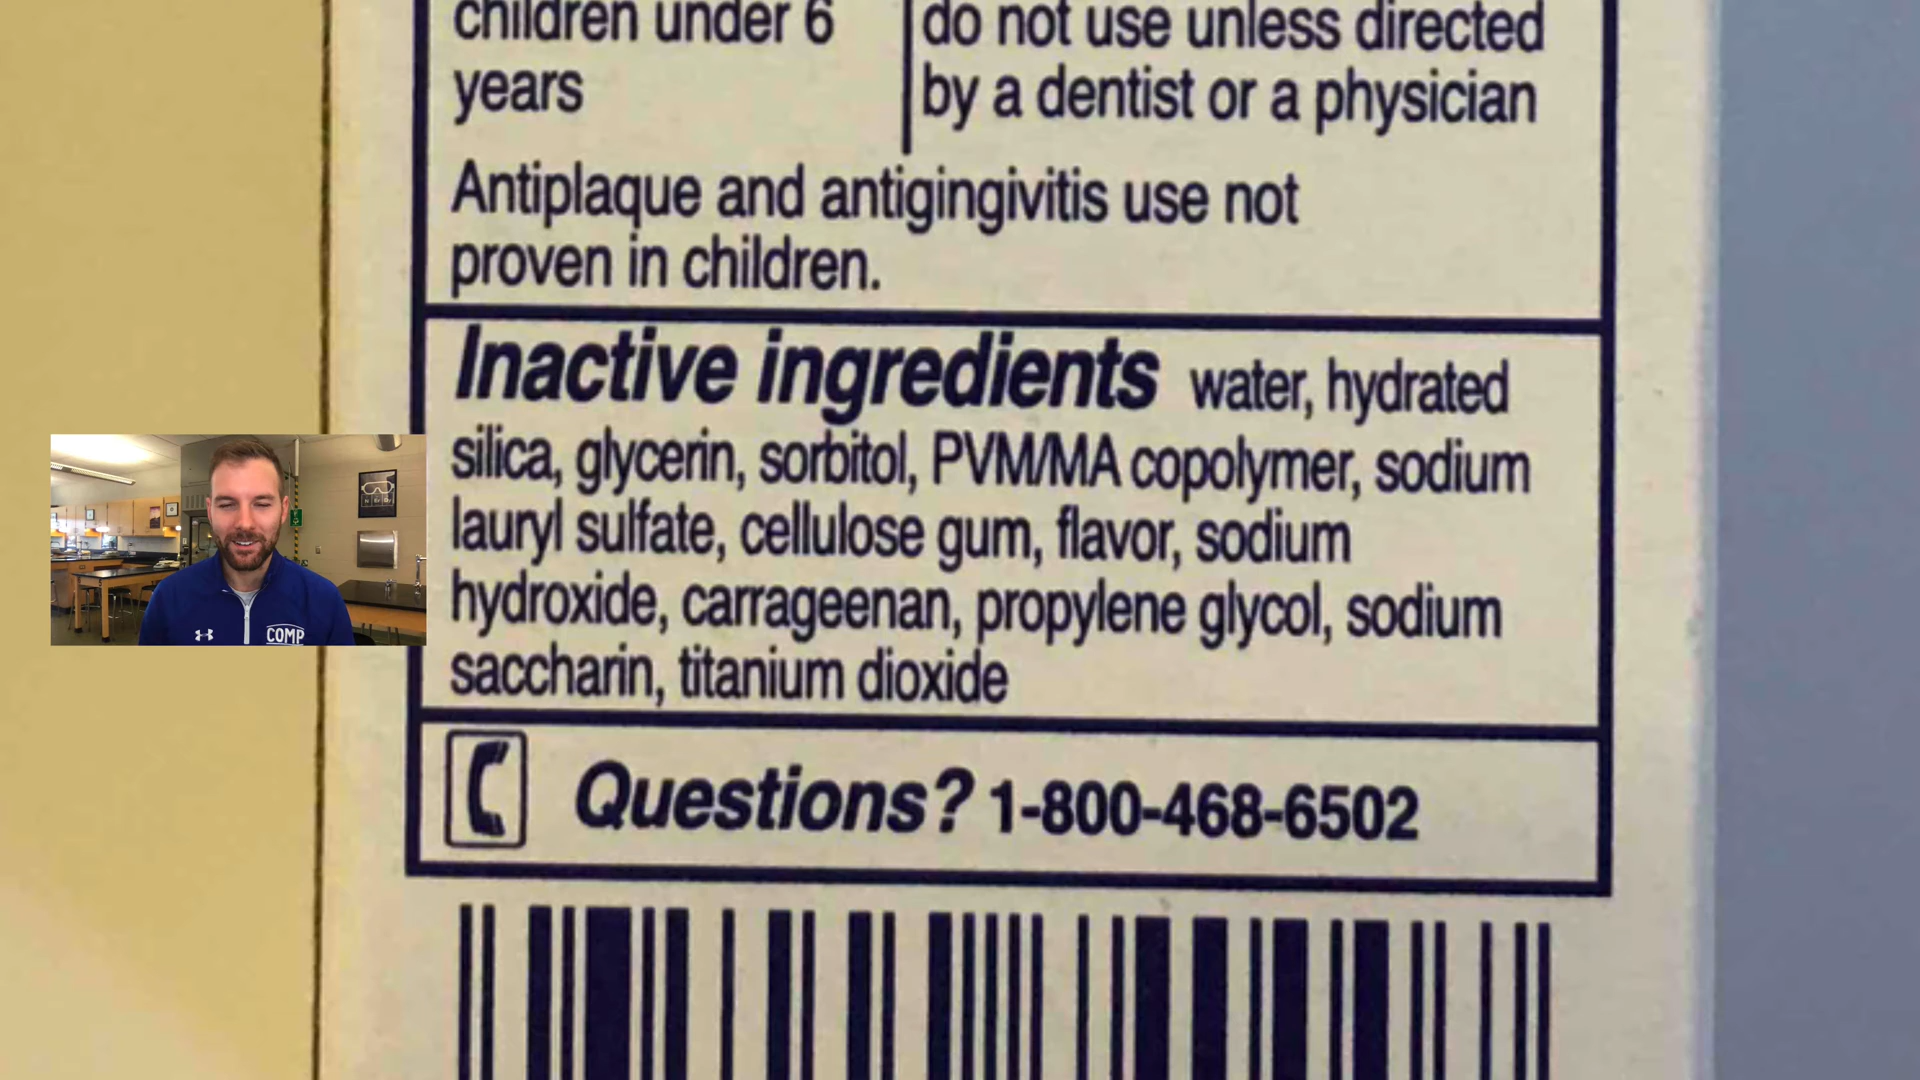 children under 6
years
do not use unless directed
by a dentist or a physician
Antiplaque and antigingivitis use not
proven in children.
Inactive ingredients water, hydrated
silica, glycerin, sorbitol, PVM/MA copolymer, sodium
lauryl sulfate, cellulose gum, flavor, sodium
hydroxide, carrageenan, propylene glycol, sodium
saccharin, titanium dioxide
Questions? 1-800-468-6502
COMP